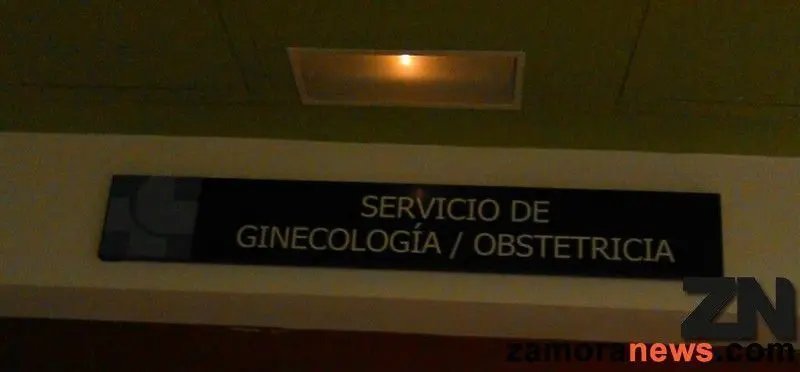 SERVICIO DE
GINECOLOGÍA / OBSTETRICIA
ZN
zamoranews.com